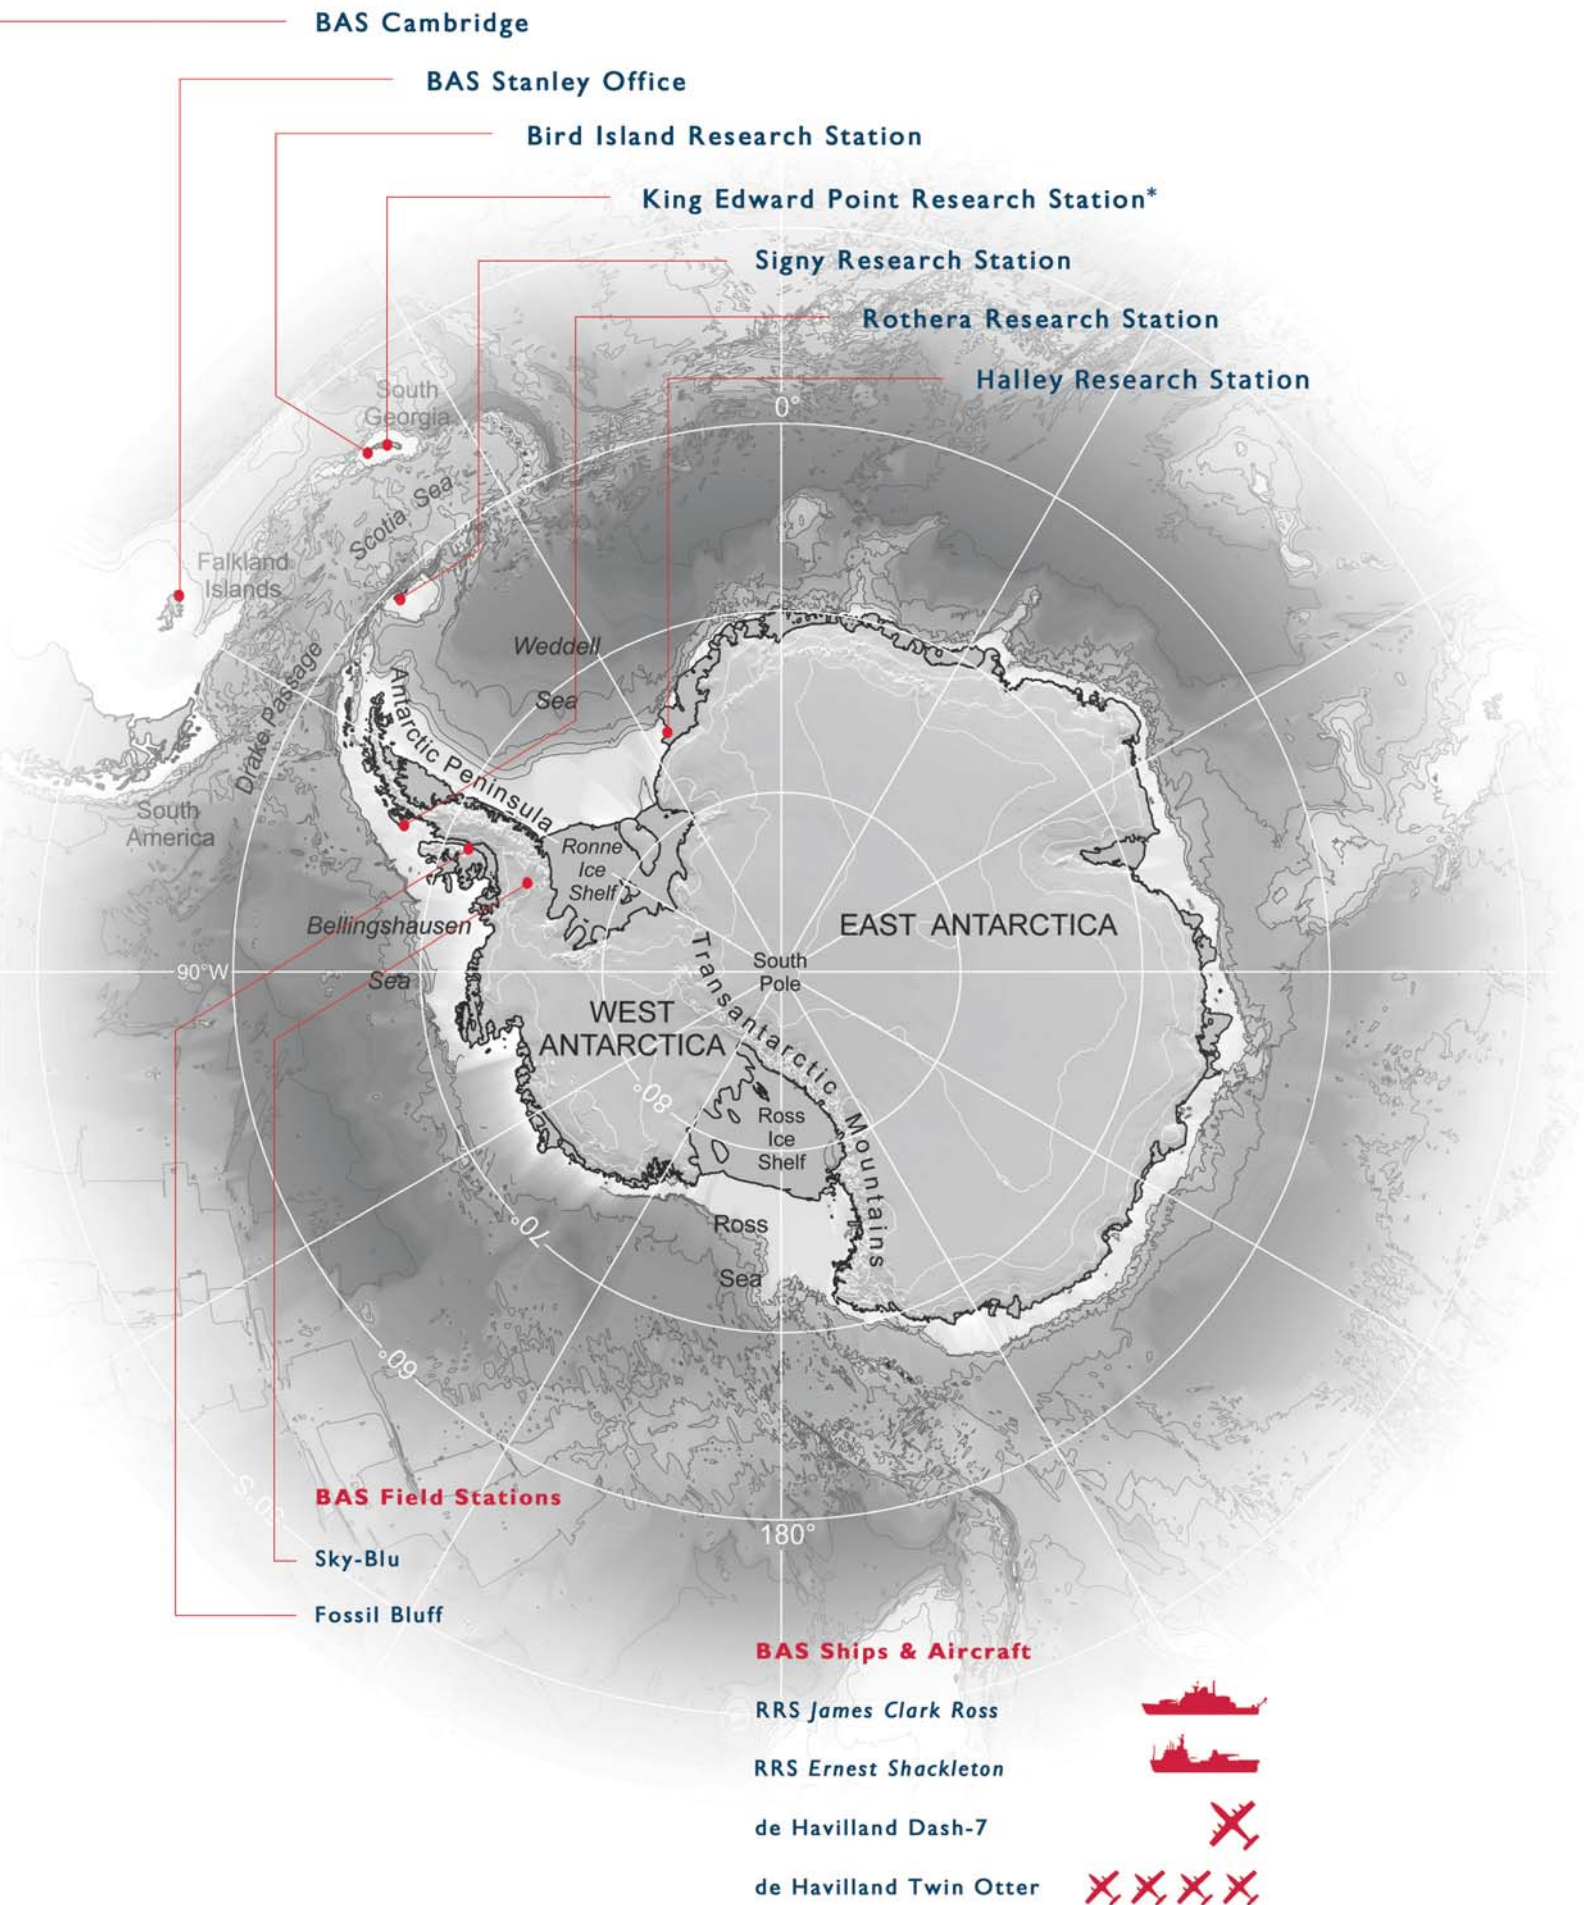 BAS Cambridge
BAS Stanley Office
Bird Island Research Station
King Edward Point Research Station*
Signy Research Station
Rothera Research Station
Halley Research Station
0°
South
Georgia
Scotia Sea
Falkland
Islands
Weddell
Sea
Drake Passage
Antarctic Peninsula
South
America
Ronne
Ice
Shelf
Bellingshausen
Sea
90°W
EAST ANTARCTICA
South
Pole
WEST
ANTARCTICA
Transantarctic Mountains
80°
Ross
Ice
Shelf
Ross
Sea
70°
60°
50°S
180°
BAS Field Stations
Sky-Blu
Fossil Bluff
BAS Ships & Aircraft
RRS James Clark Ross
RRS Ernest Shackleton
de Havilland Dash-7
de Havilland Twin Otter